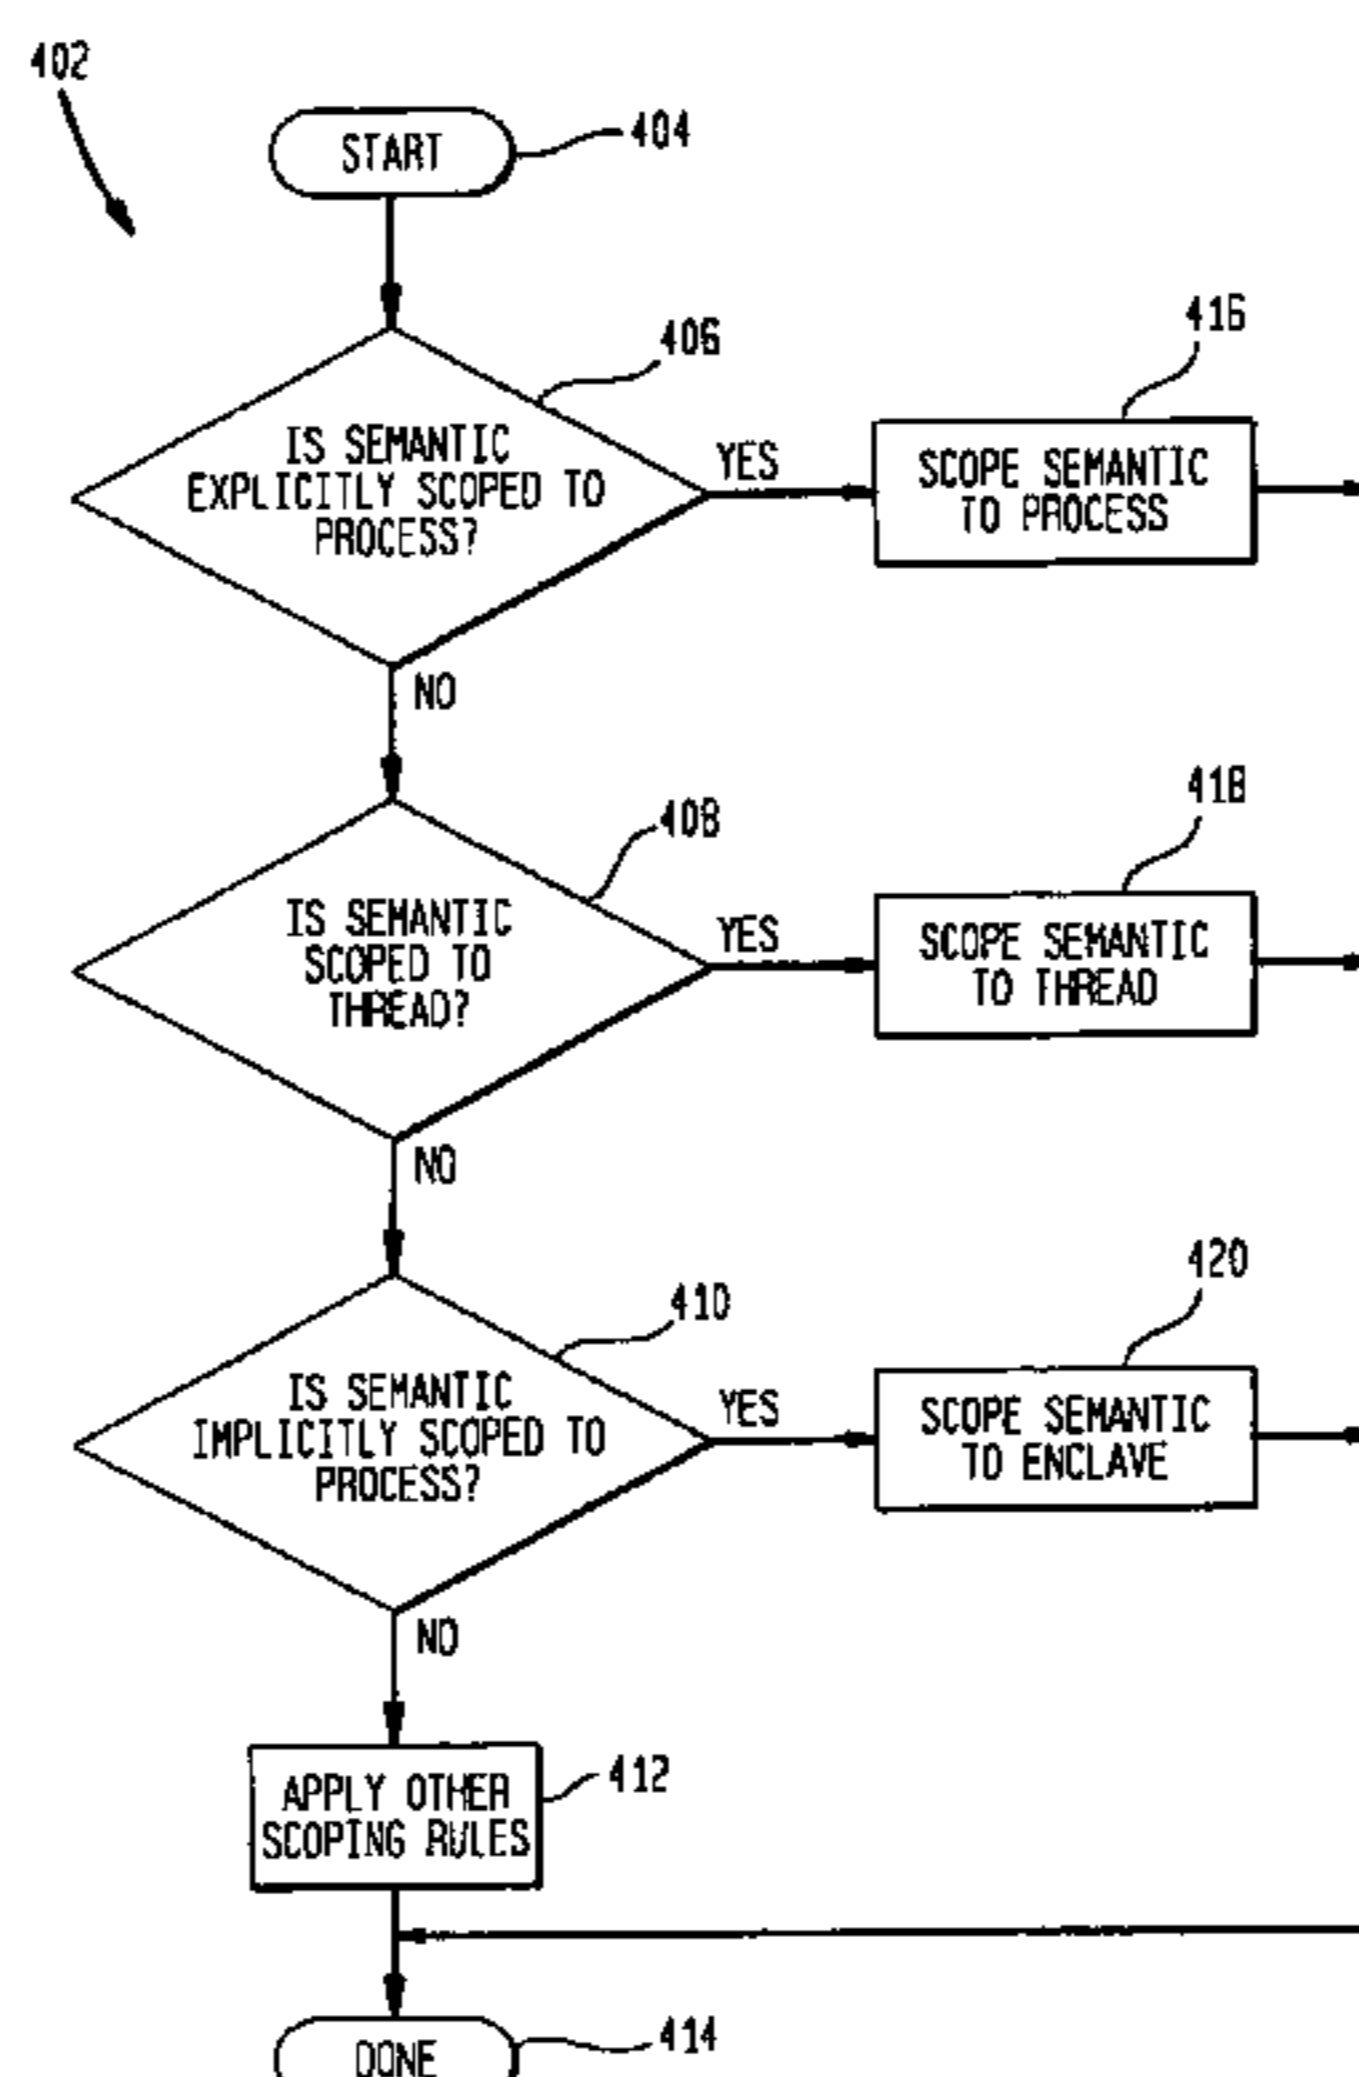 402
START
404
406
416
IS SEMANTIC
EXPLICITLY SCOPED TO
PROCESS?
YES
SCOPE SEMANTIC
TO PROCESS
NO
408
418
IS SEMANTIC
SCOPED TO
THREAD?
YES
SCOPE SEMANTIC
TO THREAD
NO
410
420
IS SEMANTIC
IMPLICITLY SCOPED TO
PROCESS?
YES
SCOPE SEMANTIC
TO ENCLAVE
NO
APPLY OTHER
SCOPING RULES
412
DONE
414